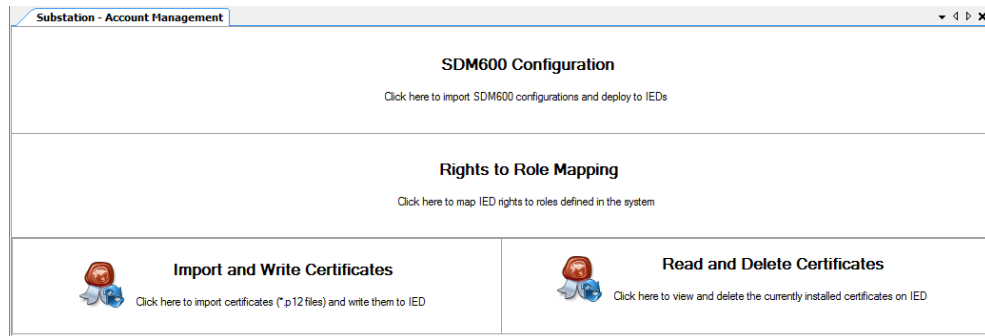 Substation - Account Management
SDM600 Configuration
Click here to import SDM600 configurations and deploy to IEDs
Rights to Role Mapping
Click here to map IED rights to roles defined in the system
Import and Write Certificates
Click here to import certificates (*.p12 files) and write them to IED
Read and Delete Certificates
Click here to view and delete the currently installed certificates on IED